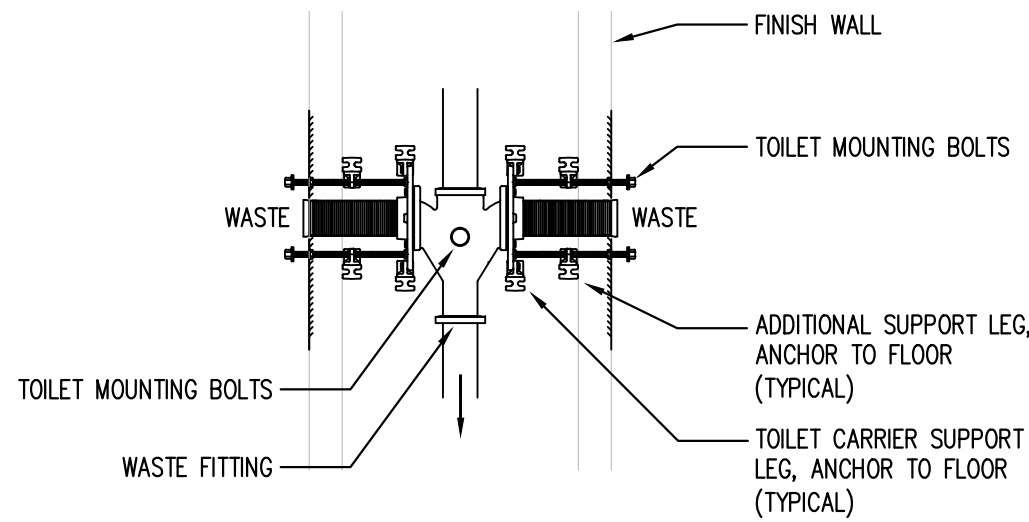 FINISH WALL
TOILET MOUNTING BOLTS
WASTE
WASTE
ADDITIONAL SUPPORT LEG,
ANCHOR TO FLOOR
(TYPICAL)
TOILET MOUNTING BOLTS
TOILET CARRIER SUPPORT
LEG, ANCHOR TO FLOOR
(TYPICAL)
WASTE FITTING